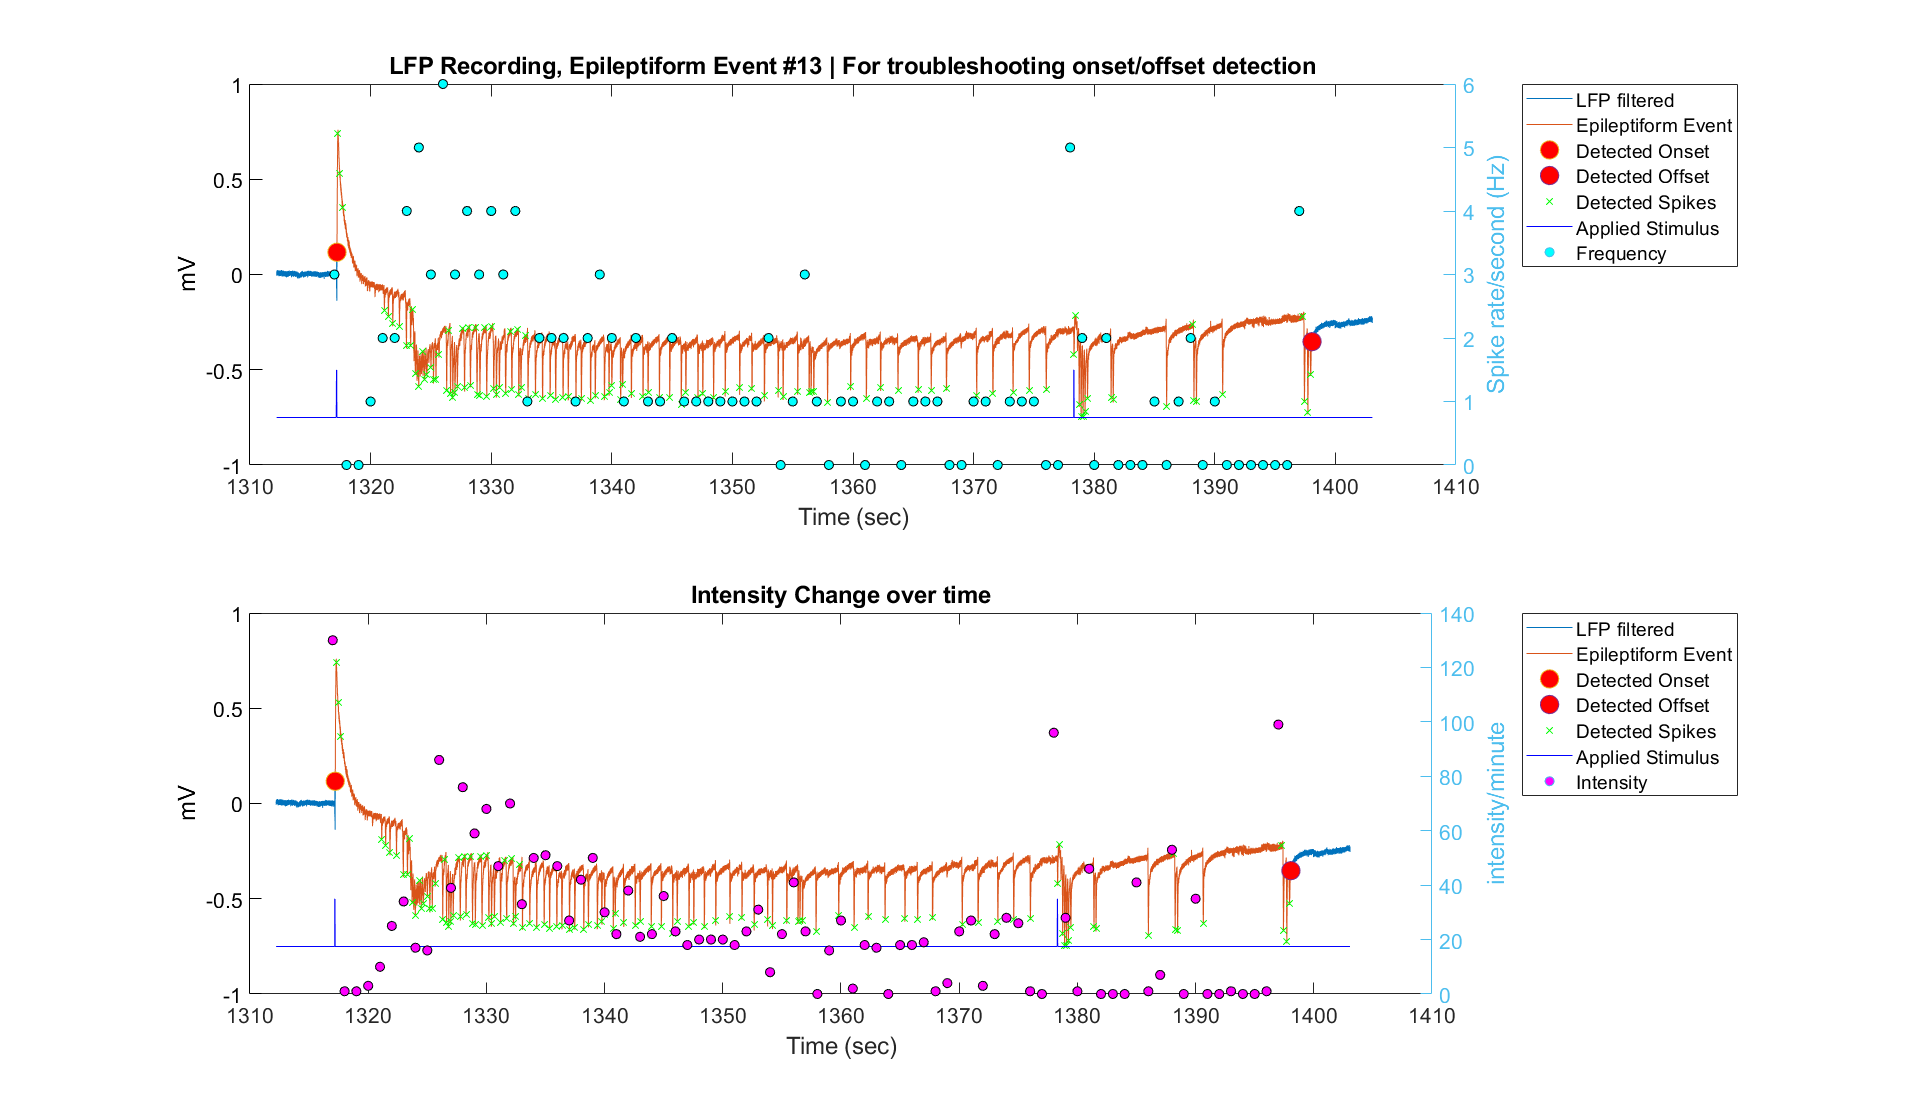 LFP Recording, Epileptiform Event #13 | For troubleshooting onset/offset detection
1
0.5
0
-0.5
-1
mV
1310 1320 1330 1340 1350 1360 1370 1380 1390 1400 1410
Time (sec)
6
5
4
3
2
1
0
Spike rate/second (Hz)
LFP filtered
Epileptiform Event
Detected Onset
Detected Offset
Detected Spikes
Applied Stimulus
Frequency
Intensity Change over time
1
0.5
0
-0.5
-1
mV
1310 1320 1330 1340 1350 1360 1370 1380 1390 1400 1410
Time (sec)
140
120
100
80
60
40
20
0
intensity/minute
LFP filtered
Epileptiform Event
Detected Onset
Detected Offset
Detected Spikes
Applied Stimulus
Intensity